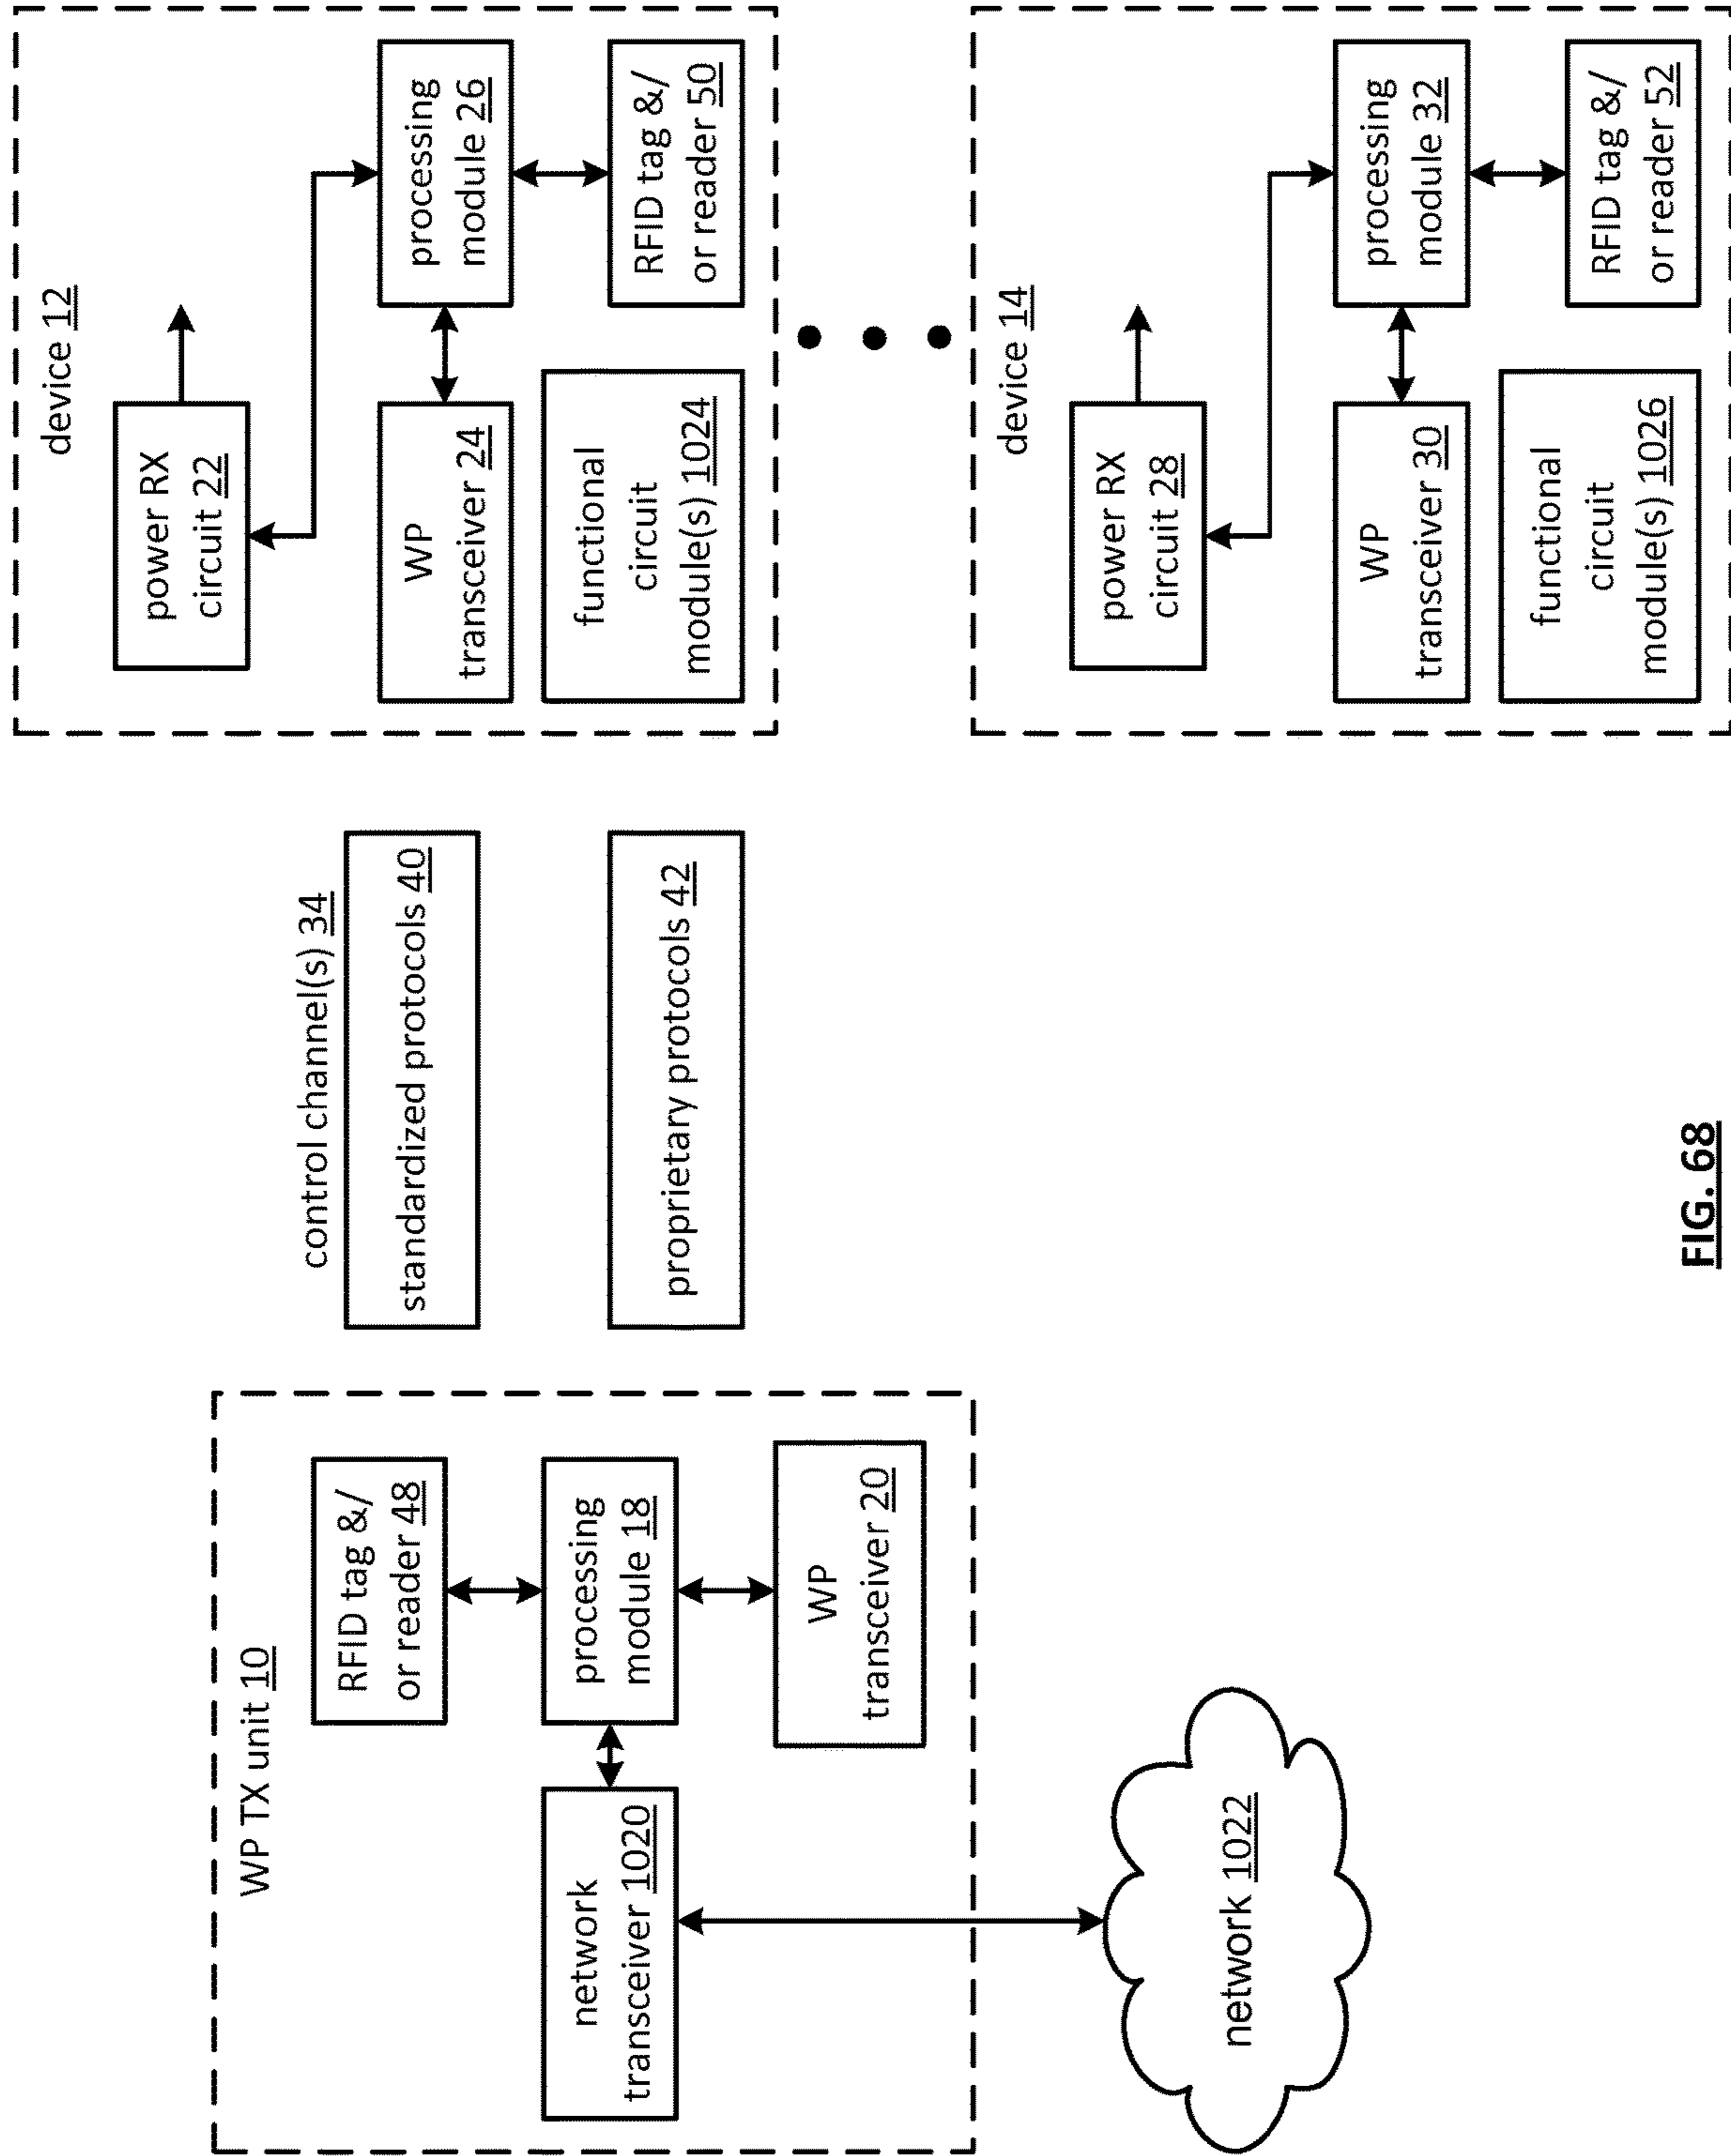 WP TX unit 10
RFID tag &/
or reader 48
network
transceiver 1020
processing
module 18
WP
transceiver 20
network 1022
control channel(s) 34
standardized protocols 40
proprietary protocols 42
device 12
power RX
circuit 22
WP
transceiver 24
processing
module 26
functional
circuit
module(s) 1024
RFID tag &/
or reader 50
device 14
power RX
circuit 28
WP
transceiver 30
processing
module 32
functional
circuit
module(s) 1026
RFID tag &/
or reader 52
FIG. 68